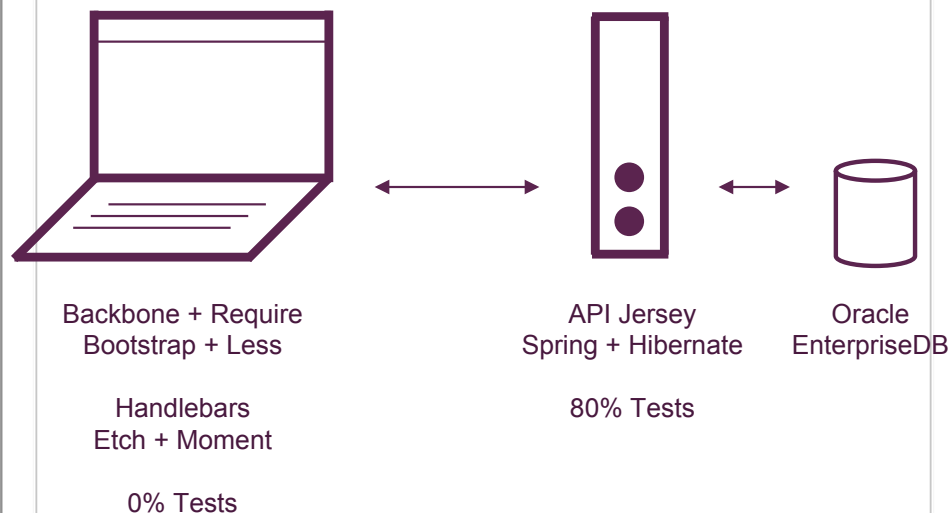 Backbone + Require
Bootstrap + Less
Handlebars
Etch + Moment
0% Tests
API Jersey
Spring + Hibernate
80% Tests
Oracle
EnterpriseDB